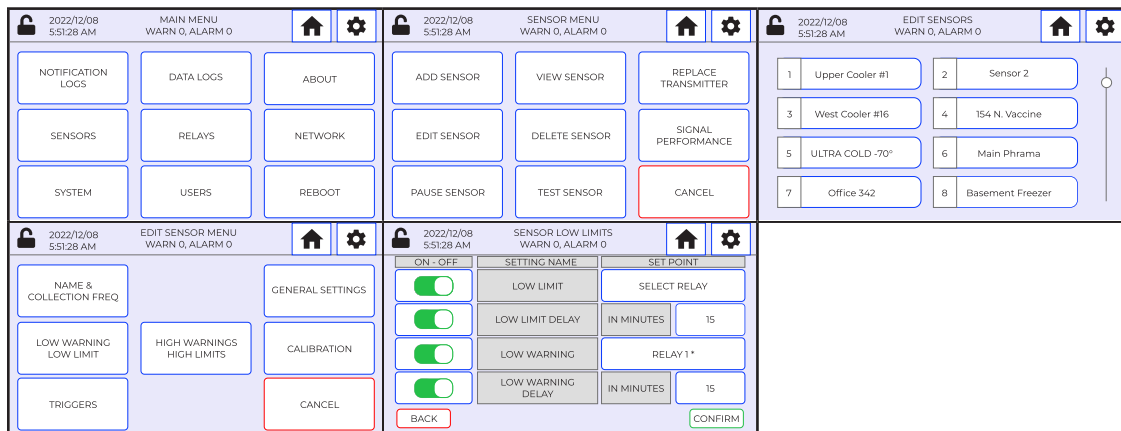 2022/12/08
5:51:28 AM
MAIN MENU
WARN 0, ALARM 0
NOTIFICATION
LOGS
DATA LOGS
ABOUT
SENSORS
RELAYS
NETWORK
SYSTEM
USERS
REBOOT
2022/12/08
5:51:28 AM
SENSOR MENU
WARN 0, ALARM 0
ADD SENSOR
VIEW SENSOR
REPLACE
TRANSMITTER
EDIT SENSOR
DELETE SENSOR
SIGNAL
PERFORMANCE
PAUSE SENSOR
TEST SENSOR
CANCEL
2022/12/08
5:51:28 AM
EDIT SENSORS
WARN 0, ALARM 0
1 Upper Cooler #1
2 Sensor 2
3 West Cooler #16
4 154 N. Vaccine
5 ULTRA COLD -70°
6 Main Phrama
7 Office 342
8 Basement Freezer
2022/12/08
5:51:28 AM
EDIT SENSOR MENU
WARN 0, ALARM 0
NAME &
COLLECTION FREQ
GENERAL SETTINGS
LOW WARNING
LOW LIMIT
HIGH WARNINGS
HIGH LIMITS
CALIBRATION
TRIGGERS
CANCEL
2022/12/08
5:51:28 AM
SENSOR LOW LIMITS
WARN 0, ALARM 0
ON - OFF
SETTING NAME
SET POINT
LOW LIMIT
SELECT RELAY
LOW LIMIT DELAY
IN MINUTES
15
LOW WARNING
RELAY 1 *
LOW WARNING
DELAY
IN MINUTES
15
BACK
CONFIRM